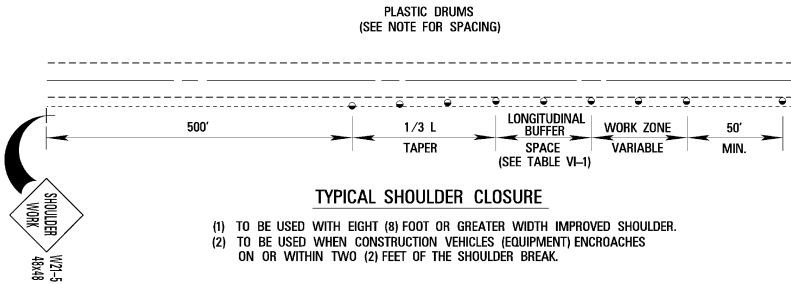 PLASTIC DRUMS
(SEE NOTE FOR SPACING)
500'
1/3 L
TAPER
LONGITUDINAL
BUFFER
SPACE
(SEE TABLE VI-1)
WORK ZONE
VARIABLE
50'
MIN.
SHOULDER
WORK
W21-5
48x48
TYPICAL SHOULDER CLOSURE
(1) TO BE USED WITH EIGHT (8) FOOT OR GREATER WIDTH IMPROVED SHOULDER.
(2) TO BE USED WHEN CONSTRUCTION VEHICLES (EQUIPMENT) ENCROACHES
ON OR WITHIN TWO (2) FEET OF THE SHOULDER BREAK.